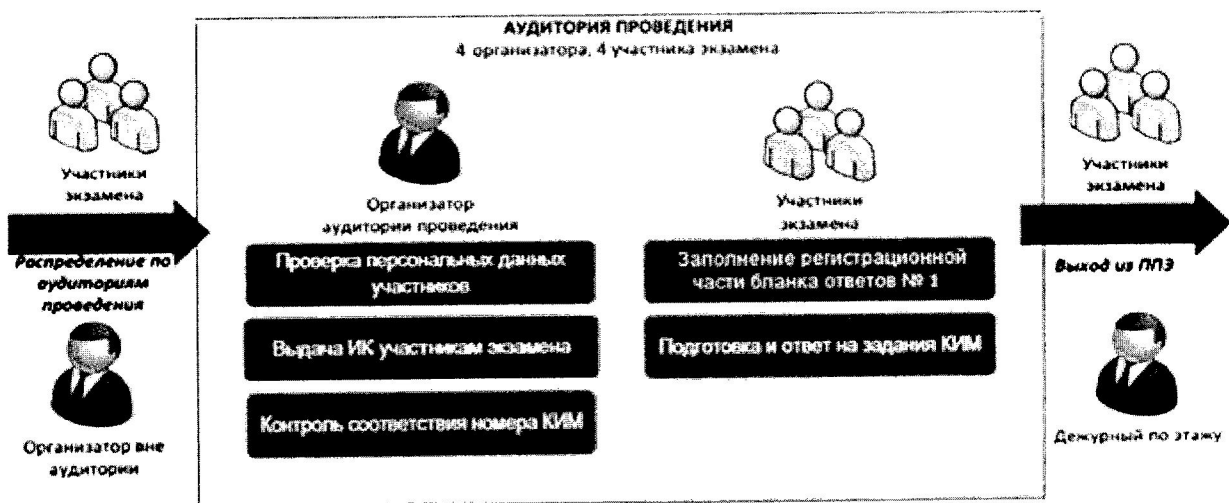 АУДИТОРИЯ ПРОВЕДЕНИЯ
4 организатора, 4 участника экзамена
Участники
экзамена
Распределение по
аудиториям
проведения
Организатор вне
аудитории
Организатор
аудитории проведения
Проверка персональных данных
участников
Выдача ИК участникам экзамена
Контроль соответствия номера КИМ
Участники
экзамена
Заполнение регистрационной
части бланка ответов № 1
Подготовка и ответ на задания КИМ
Участники
экзамена
Выход из ППЭ
Дежурный по этажу